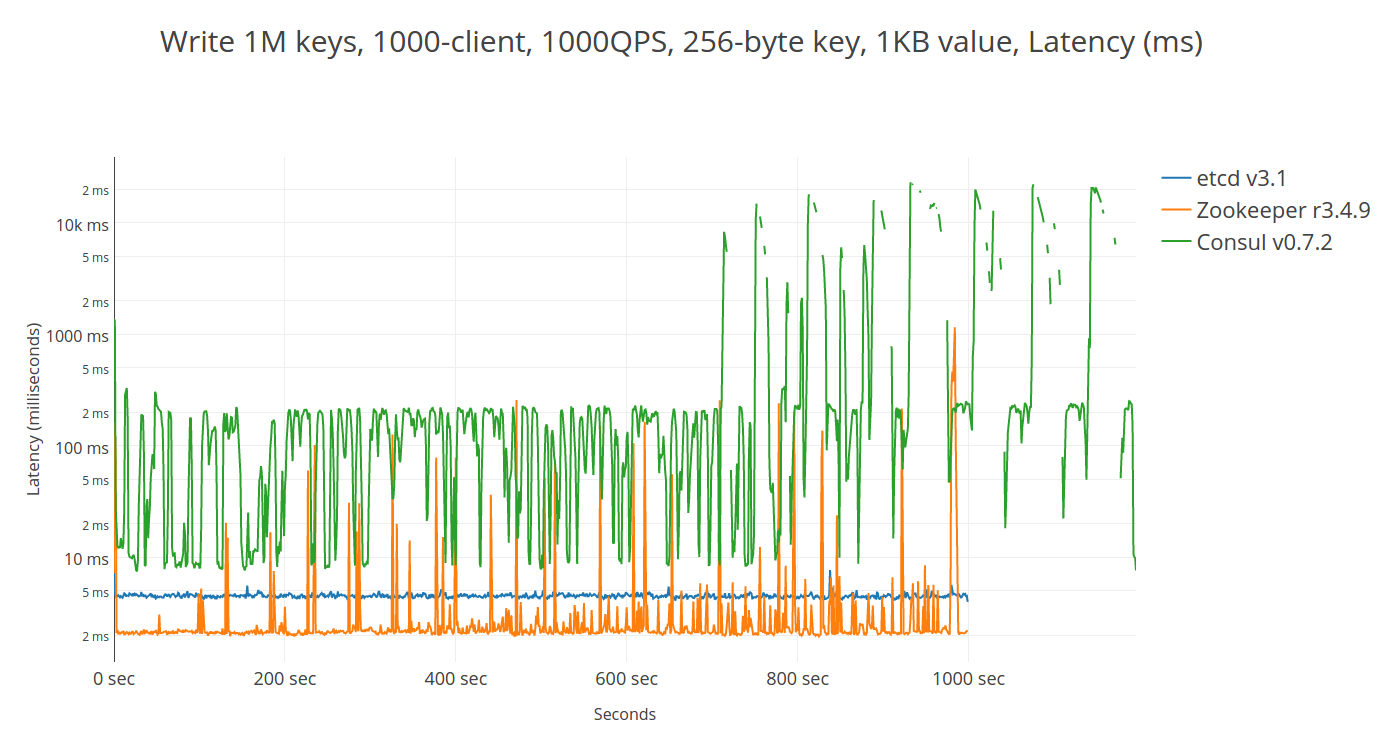 Write 1M keys, 1000-client, 1000QPS, 256-byte key, 1KB value, Latency (ms)
etcd v3.1
Zookeeper r3.4.9
Consul v0.7.2
Latency (milliseconds)
2 ms
10k ms
5 ms
2 ms
1000 ms
5 ms
2 ms
100 ms
5 ms
2 ms
10 ms
5 ms
2 ms
0 sec
200 sec
400 sec
600 sec
800 sec
1000 sec
Seconds